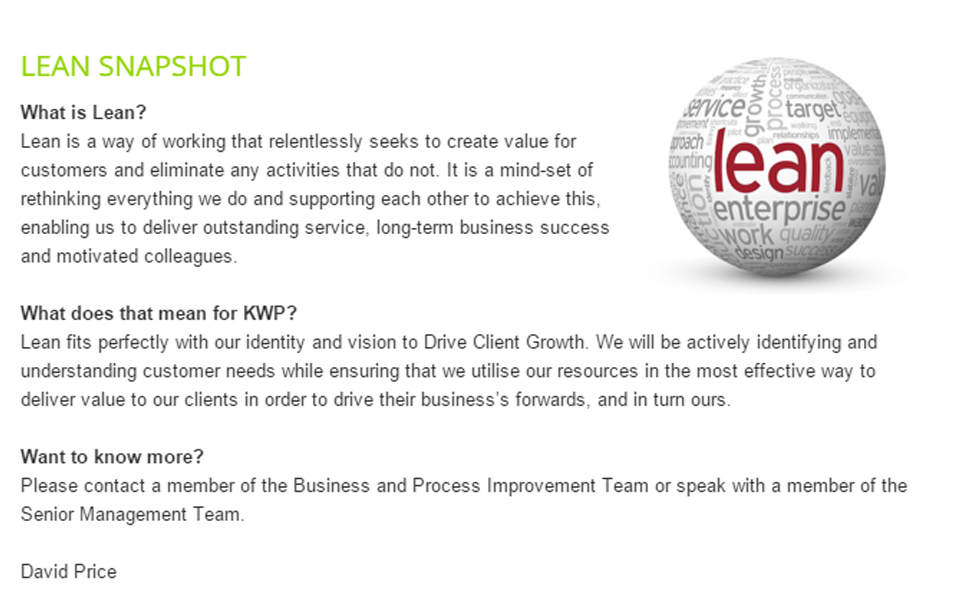 LEAN SNAPSHOT
What is Lean?
Lean is a way of working that relentlessly seeks to create value for
customers and eliminate any activities that do not. It is a mind-set of
rethinking everything we do and supporting each other to achieve this,
enabling us to deliver outstanding service, long-term business success
and motivated colleagues.
service
growth
process
organization
target
relationships
lean
enterprise
work
quality
design
success
What does that mean for KWP?
Lean fits perfectly with our identity and vision to Drive Client Growth. We will be actively identifying and
understanding customer needs while ensuring that we utilise our resources in the most effective way to
deliver value to our clients in order to drive their business's forwards, and in turn ours.
Want to know more?
Please contact a member of the Business and Process Improvement Team or speak with a member of the
Senior Management Team.
David Price